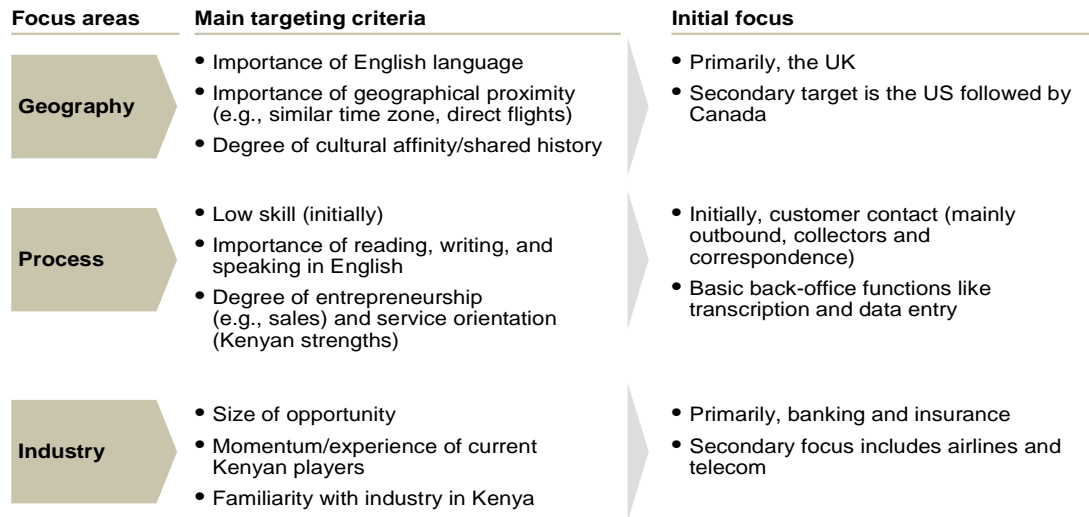 Focus areas
Main targeting criteria
Initial focus
Geography
• Importance of English language
• Importance of geographical proximity
(e.g., similar time zone, direct flights)
• Degree of cultural affinity/shared history
• Primarily, the UK
• Secondary target is the US followed by
Canada
Process
• Low skill (initially)
• Importance of reading, writing, and
speaking in English
• Degree of entrepreneurship
(e.g., sales) and service orientation
(Kenyan strengths)
• Initially, customer contact (mainly
outbound, collectors and
correspondence)
• Basic back-office functions like
transcription and data entry
Industry
• Size of opportunity
• Momentum/experience of current
Kenyan players
• Familiarity with industry in Kenya
• Primarily, banking and insurance
• Secondary focus includes airlines and
telecom